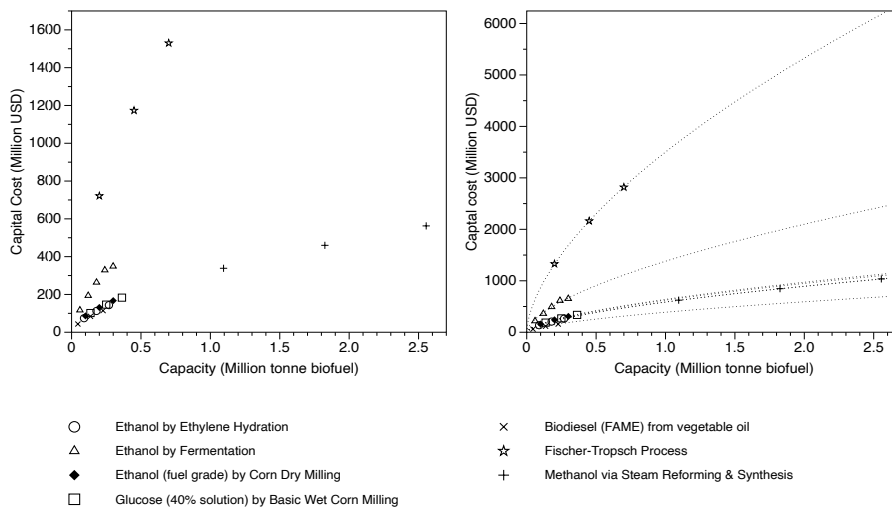 1600
1400
1200
1000
800
600
400
200
0
Capital Cost (Million USD)
0 0.5 1.0 1.5 2.0 2.5
Capacity (Million tonne biofuel)
6000
5000
4000
3000
2000
1000
0
Captal cost (Million USD)
0 0.5 1.0 1.5 2.0 2.5
Capacity (Million tonne biofuel)
Ethanol by Ethylene Hydration
Ethanol by Fermentation
Ethanol (fuel grade) by Corn Dry Milling
Glucose (40% solution) by Basic Wet Corn Milling
Biodiesel (FAME) from vegetable oil
Fischer-Tropsch Process
Methanol via Steam Reforming & Synthesis